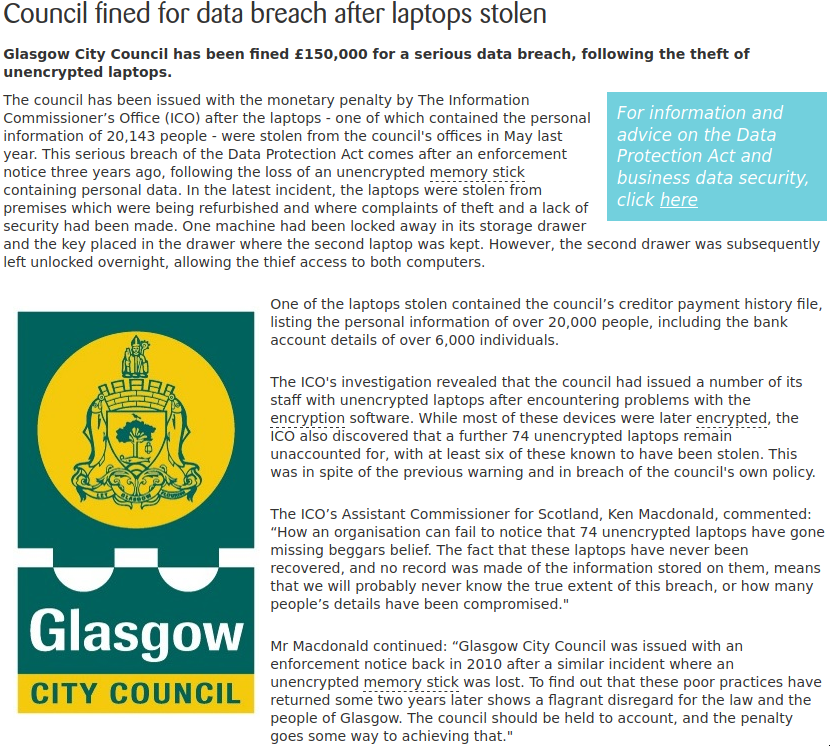 Council fined for data breach after laptops stolen
Glasgow City Council has been fined £150,000 for a serious data breach, following the theft of
unencrypted laptops.
The council has been issued with the monetary penalty by The Information
Commissioner’s Office (ICO) after the laptops - one of which contained the personal
information of 20,143 people - were stolen from the council's offices in May last
year. This serious breach of the Data Protection Act comes after an enforcement
notice three years ago, following the loss of an unencrypted memory stick
containing personal data. In the latest incident, the laptops were stolen from
premises which were being refurbished and where complaints of theft and a lack of
security had been made. One machine had been locked away in its storage drawer
and the key placed in the drawer where the second laptop was kept. However, the second drawer was subsequently
left unlocked overnight, allowing the thief access to both computers.
For information and
advice on the Data
Protection Act and
business data security,
click here
One of the laptops stolen contained the council’s creditor payment history file,
listing the personal information of over 20,000 people, including the bank
account details of over 6,000 individuals.
The ICO's investigation revealed that the council had issued a number of its
staff with unencrypted laptops after encountering problems with the
encryption software. While most of these devices were later encrypted, the
ICO also discovered that a further 74 unencrypted laptops remain
unaccounted for, with at least six of these known to have been stolen. This
was in spite of the previous warning and in breach of the council's own policy.
The ICO’s Assistant Commissioner for Scotland, Ken Macdonald, commented:
“How an organisation can fail to notice that 74 unencrypted laptops have gone
missing beggars belief. The fact that these laptops have never been
recovered, and no record was made of the information stored on them, means
that we will probably never know the true extent of this breach, or how many
people’s details have been compromised."
Mr Macdonald continued: “Glasgow City Council was issued with an
enforcement notice back in 2010 after a similar incident where an
unencrypted memory stick was lost. To find out that these poor practices have
returned some two years later shows a flagrant disregard for the law and the
people of Glasgow. The council should be held to account, and the penalty
goes some way to achieving that."
LET GLASGOW FLOURISH
Glasgow
CITY COUNCIL